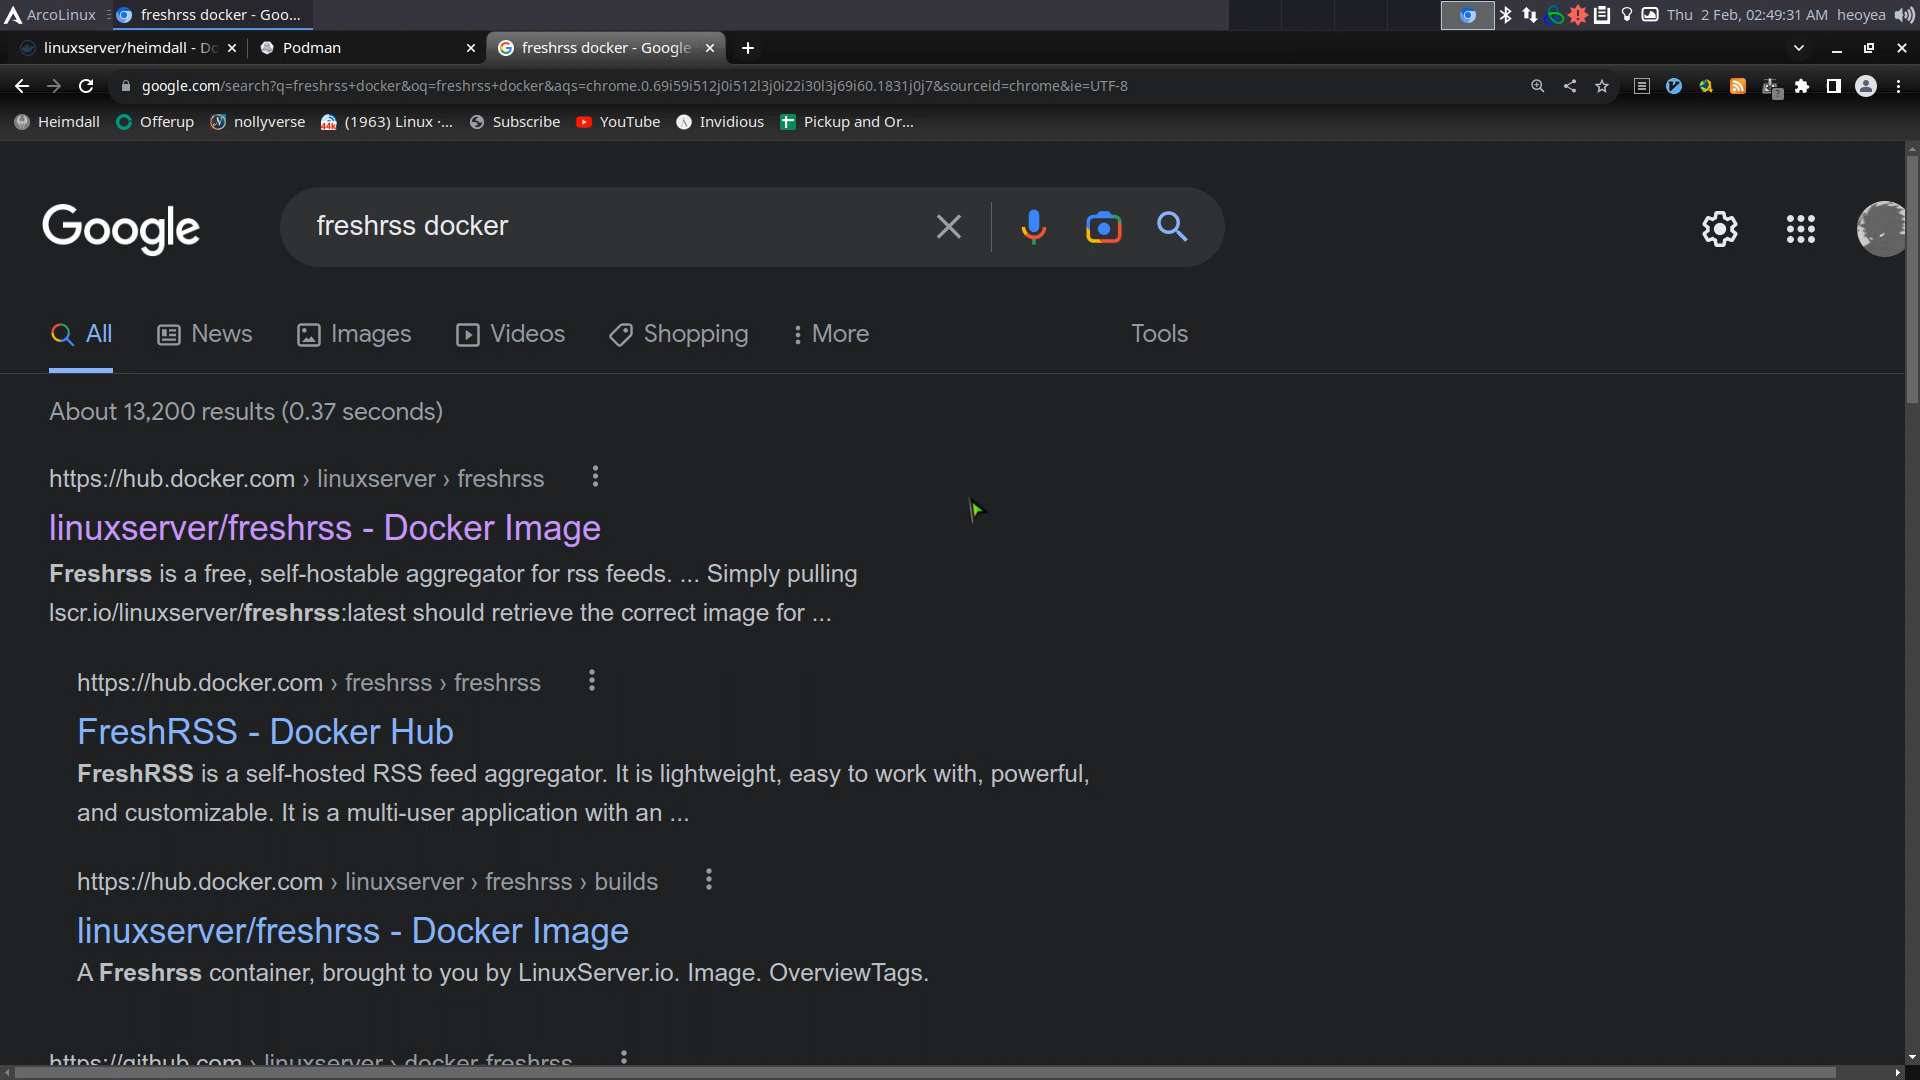 ArcoLinux
freshrss docker - Goo...
Thu 2 Feb, 02:49:31 AM
heoyea
linuxserver/heimdall - Do
Podman
freshrss docker - Google
google.com/search?q=freshrss+docker&oq=freshrss+docker&aqs=chrome.0.69i59i512j0i512l3j0i22i30l3j69i60.1831j0j7&sourceid=chrome&ie=UTF-8
Heimdall
Offerup
nollyverse
(1963) Linux ·...
Subscribe
YouTube
Invidious
Pickup and Or...
Google
freshrss docker
All
News
Images
Videos
Shopping
More
Tools
About 13,200 results (0.37 seconds)
https://hub.docker.com › linuxserver › freshrss
linuxserver/freshrss - Docker Image
Freshrss is a free, self-hostable aggregator for rss feeds. ... Simply pulling
lscr.io/linuxserver/freshrss:latest should retrieve the correct image for ...
https://hub.docker.com › freshrss › freshrss
FreshRSS - Docker Hub
FreshRSS is a self-hosted RSS feed aggregator. It is lightweight, easy to work with, powerful,
and customizable. It is a multi-user application with an ...
https://hub.docker.com › linuxserver › freshrss › builds
linuxserver/freshrss - Docker Image
A Freshrss container, brought to you by LinuxServer.io. Image. OverviewTags.
https://github.com › linuxserver › docker-freshrss